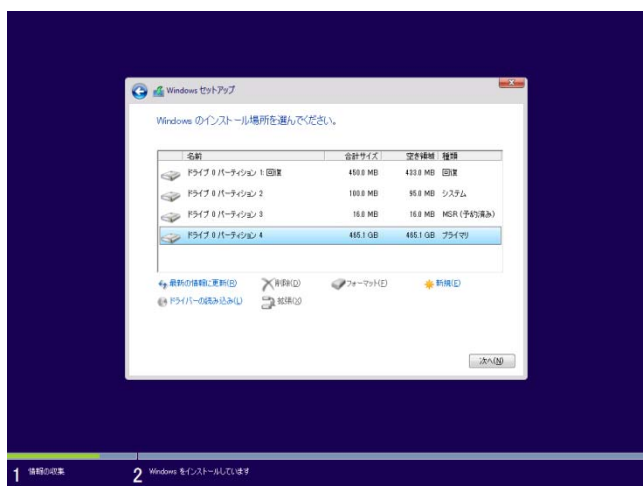 Windows セットアップ
Windows のインストール場所を選んでください。
名前 合計サイズ 空き領域 種類
ドライブ 0 パーティション 1: 回復 450.0 MB 433.0 MB 回復
ドライブ 0 パーティション 2 100.0 MB 95.0 MB システム
ドライブ 0 パーティション 3 16.0 MB 16.0 MB MSR (予約済み)
ドライブ 0 パーティション 4 465.1 GB 465.1 GB プライマリ
最新の情報に更新(R) 削除(D) フォーマット(F) 新規(E)
ドライバーの読み込み(L) 拡張(X)
次へ(N)
1 情報の収集 2 Windows をインストールしています